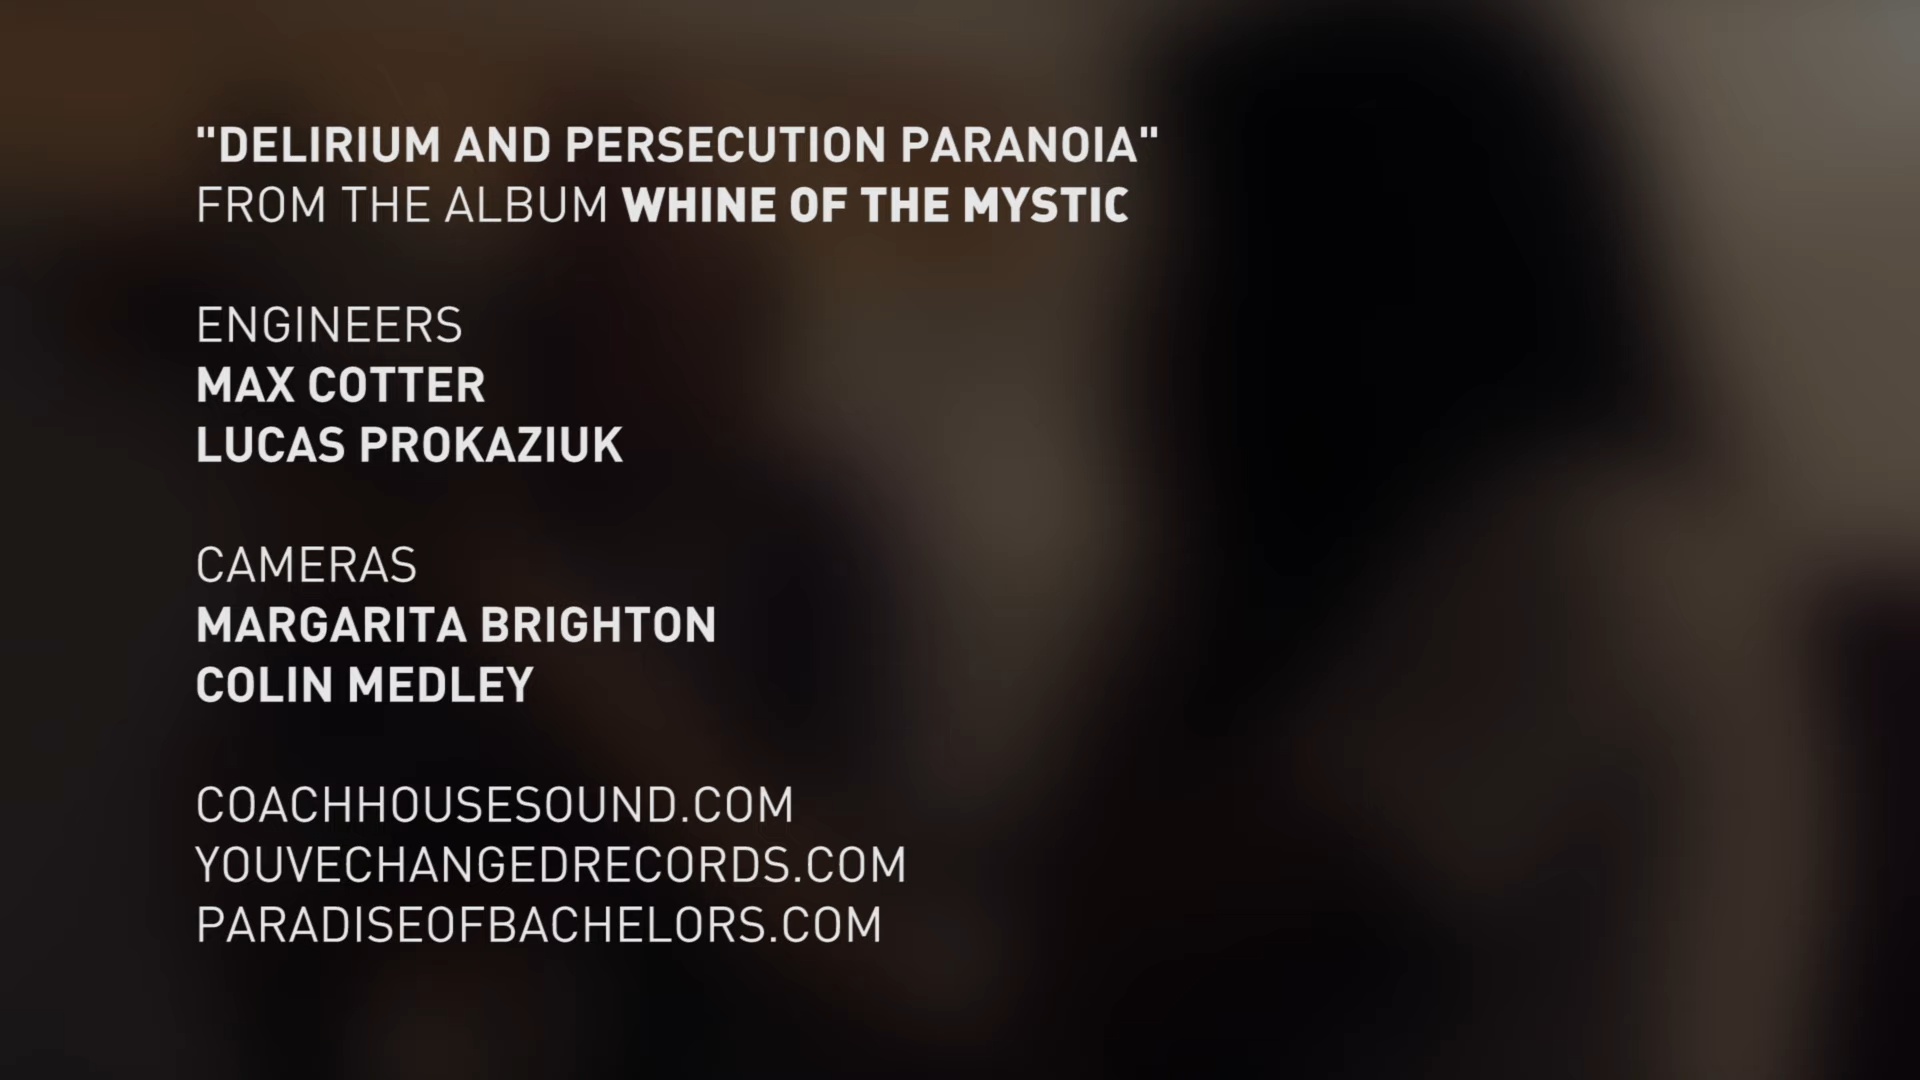 "DELIRIUM AND PERSECUTION PARANOIA"
FROM THE ALBUM WHINE OF THE MYSTIC
ENGINEERS
MAX COTTER
LUCAS PROKAZIUK
CAMERAS
MARGARITA BRIGHTON
COLIN MEDLEY
COACHHOUSESOUND.COM
YOUVECHANGEDRECORDS.COM
PARADISEOFBACHELORS.COM